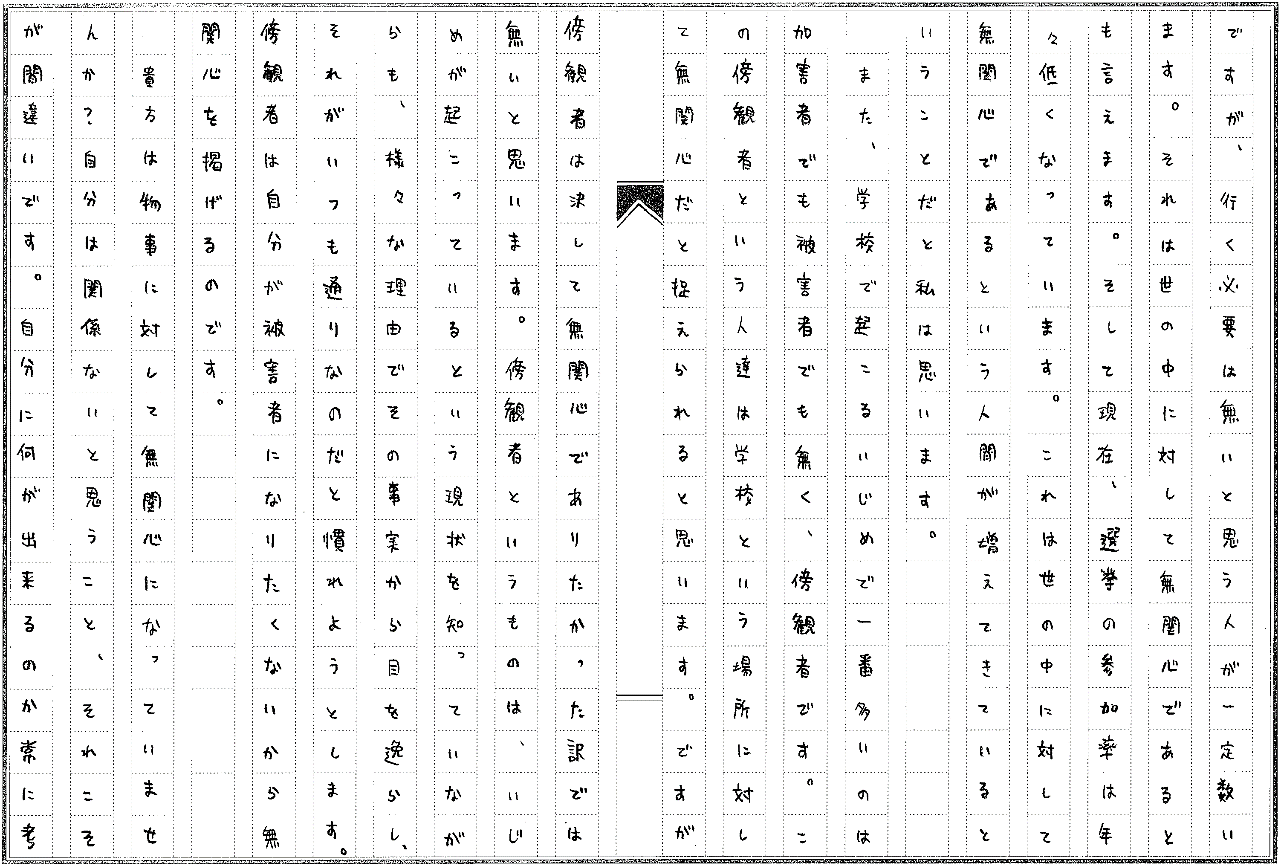 ですが、行く必要は無いと思う人が一定数い
ます。それは世の中に対して無関心であると
も言えます。そして現在、選挙の参加率は年
々低くなっています。これは世の中に対して
無関心であるという人間が増えてきていると
いうことだと私は思います。
また、学校で起こるいじめで一番多いのは
加害者でも被害者でも無く、傍観者です。こ
の傍観者という人達は学校という場所に対し
て無関心だと捉えられると思います。ですが
傍観者は決して無関心でありたかった訳では
無いと思います。傍観者というものは、いじ
めが起こっているという現状を知っていなが
らも、様々な理由でその事実から目を逸らし、
それがいつも通りなのだと慣れようとします。
傍観者は自分が被害者になりたくないから無
関心を掲げるのです。
貴方は物事に対して無関心になっていませ
んか?自分は関係ないと思うこと、それこそ
が間違いです。自分に何が出来るのか常に考